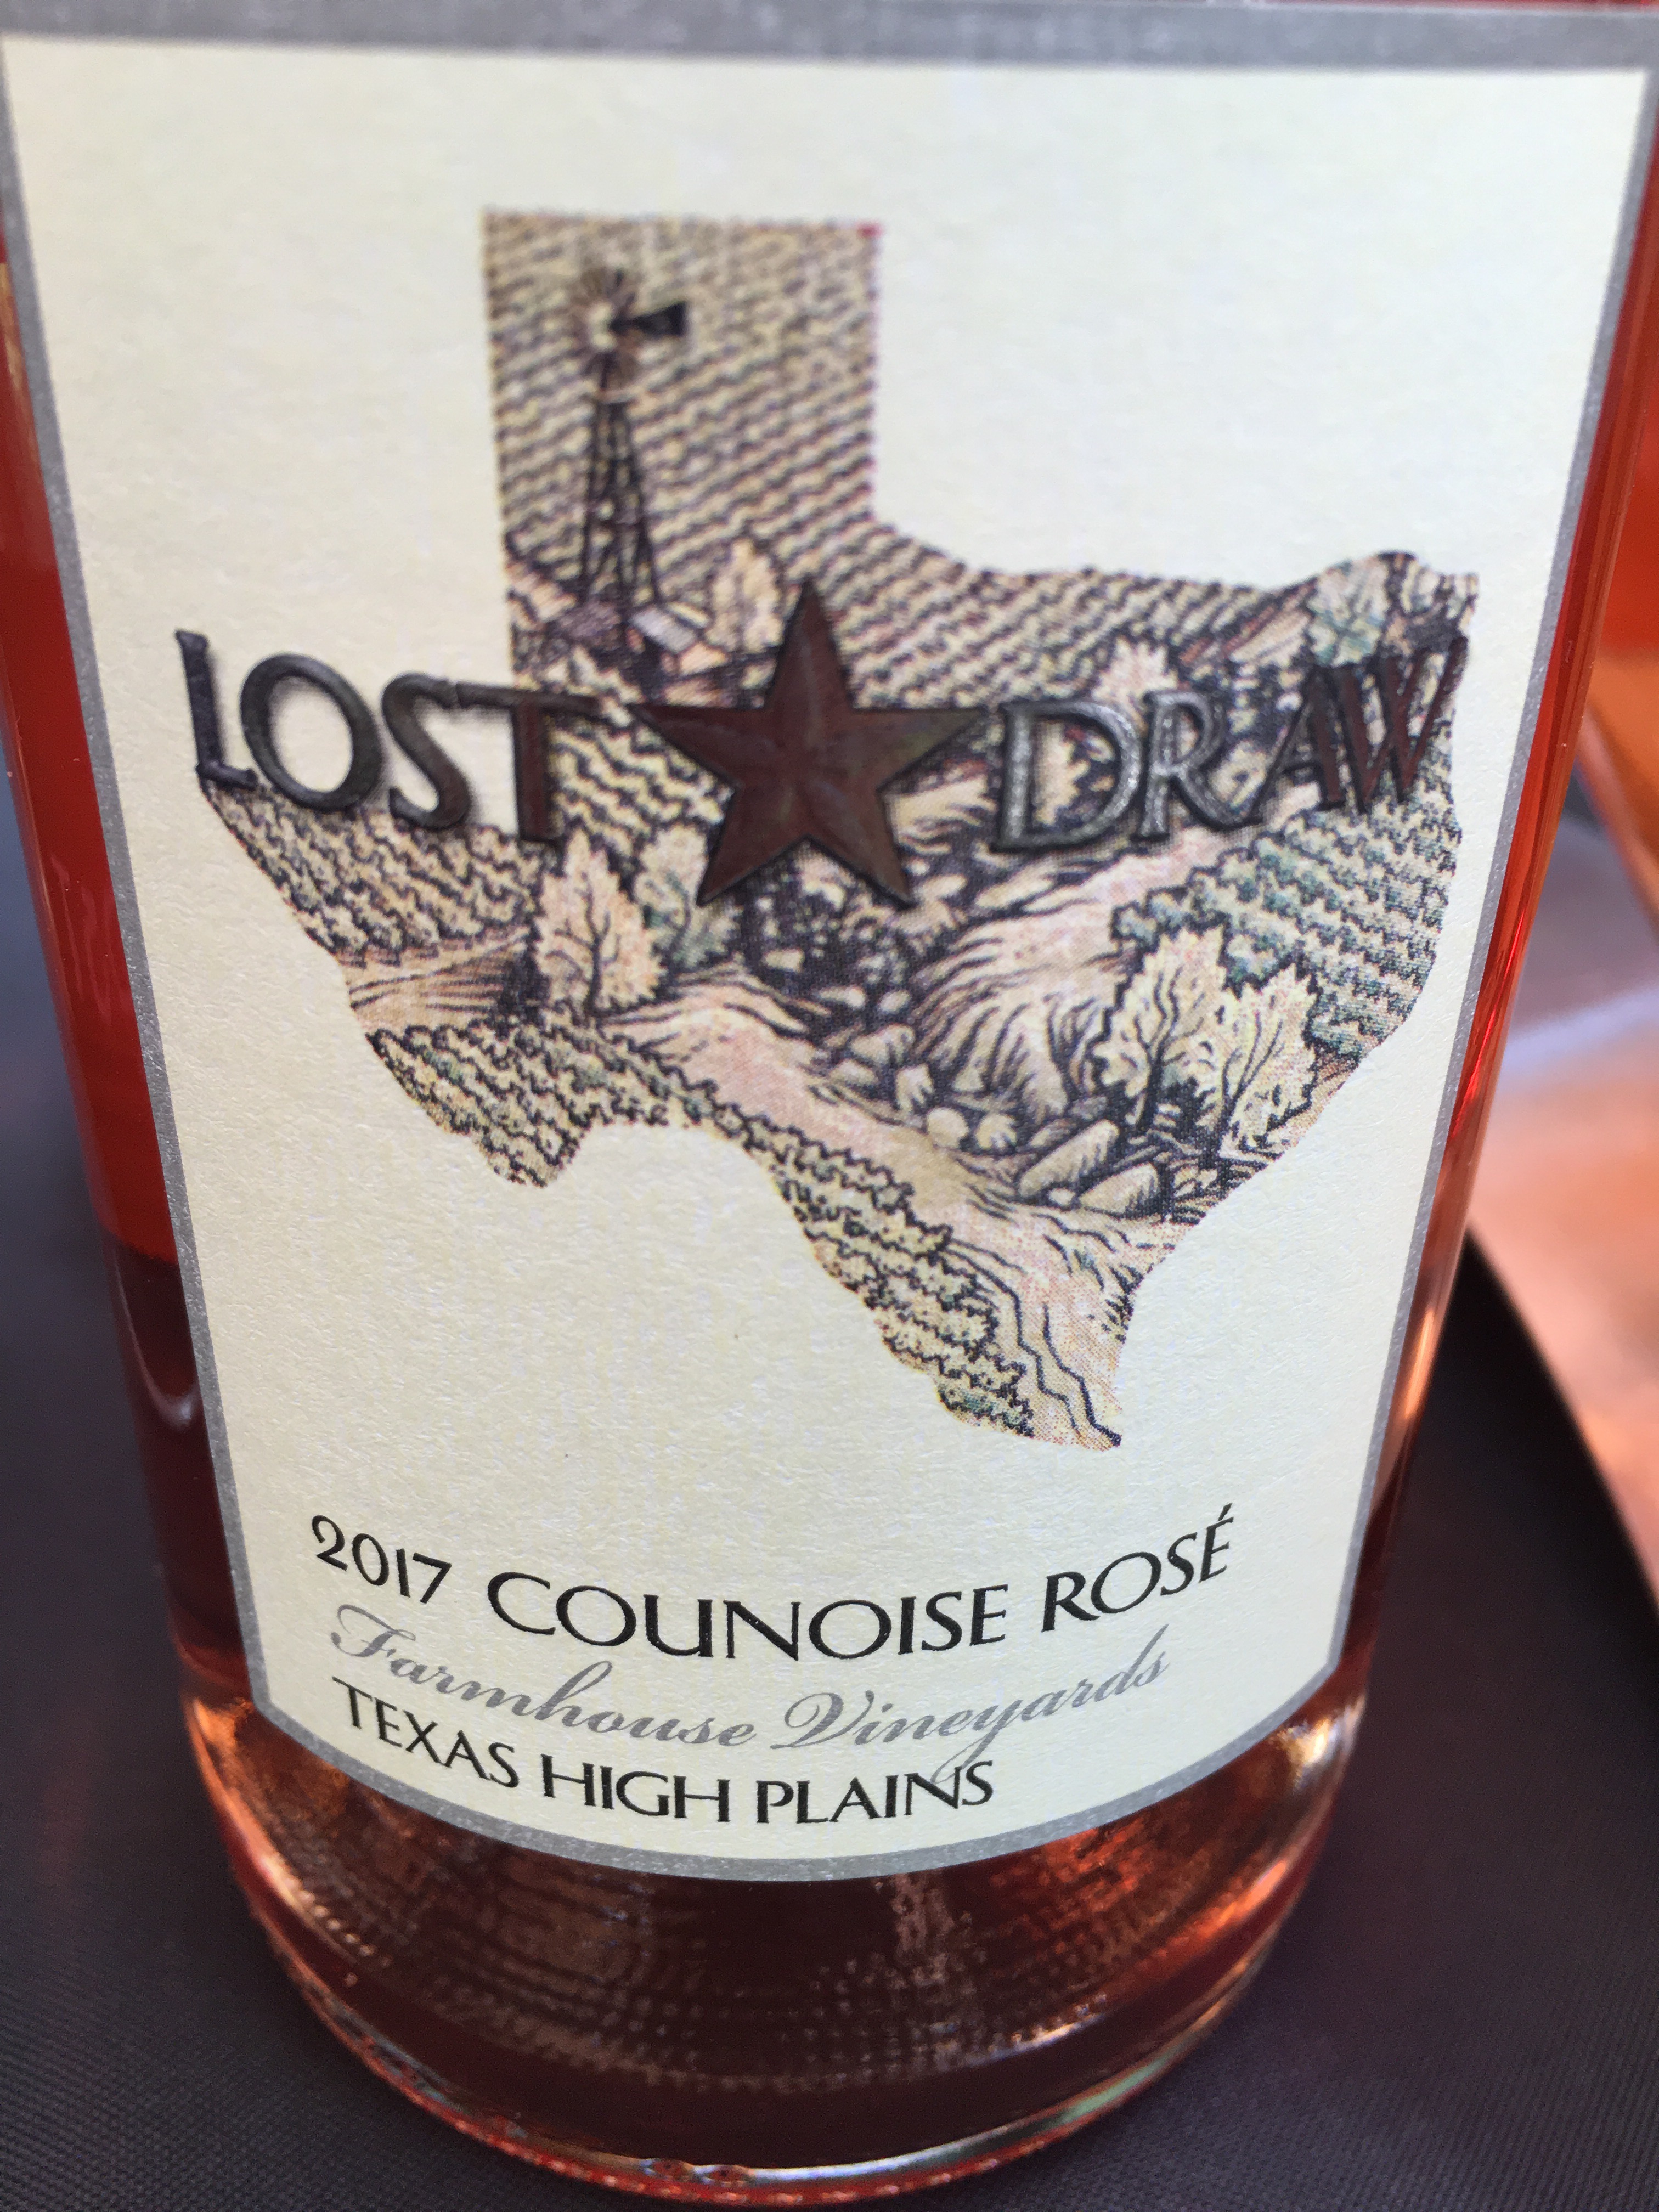 LOST DRAW
2017 COUNOISE ROSÉ
Farmhouse Vineyards
TEXAS HIGH PLAINS